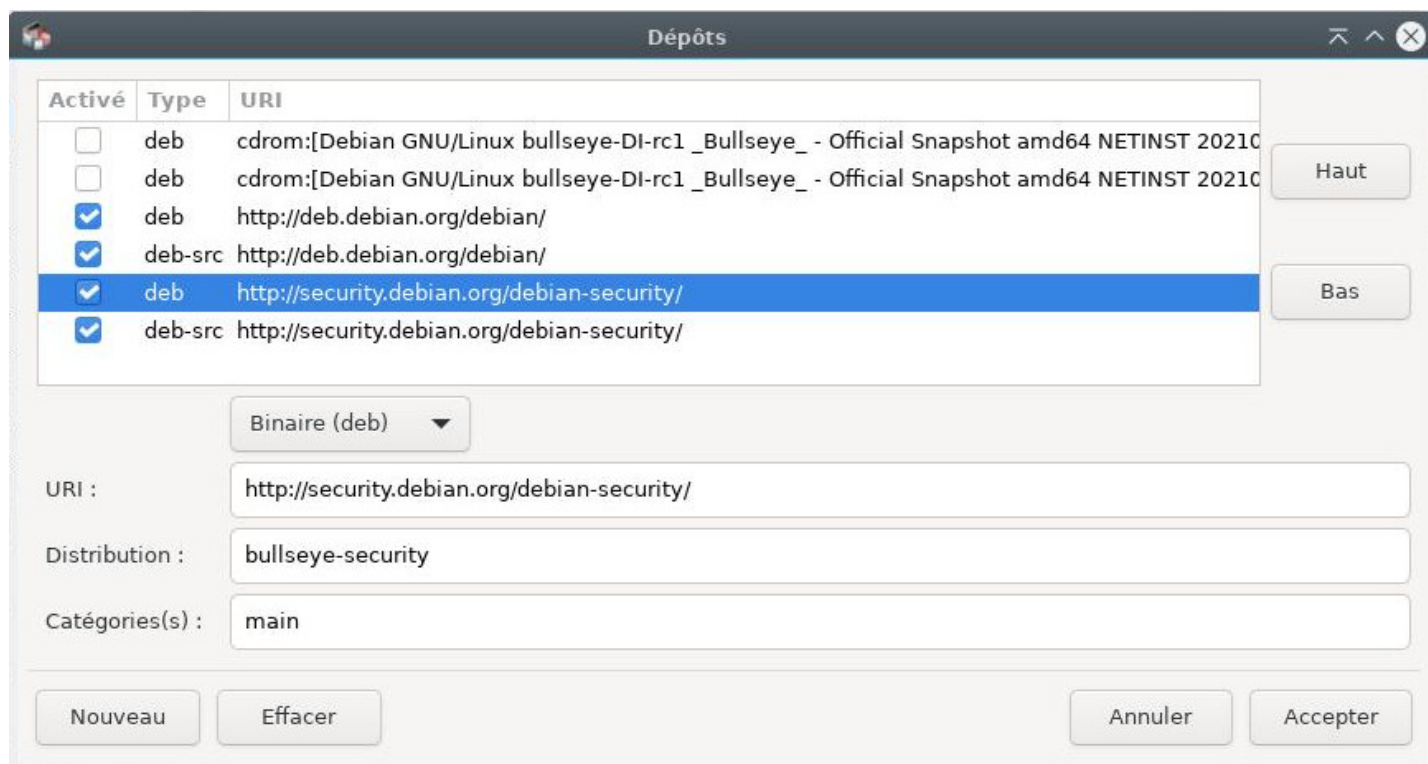 Dépôts
Activé Type URI
deb cdrom:[Debian GNU/Linux bullseye-DI-rc1 _Bullseye_ - Official Snapshot amd64 NETINST 20210
deb cdrom:[Debian GNU/Linux bullseye-DI-rc1 _Bullseye_ - Official Snapshot amd64 NETINST 20210
Haut
deb http://deb.debian.org/debian/
deb-src http://deb.debian.org/debian/
deb http://security.debian.org/debian-security/
Bas
deb-src http://security.debian.org/debian-security/
Binaire (deb)
URI : http://security.debian.org/debian-security/
Distribution : bullseye-security
Catégories(s) : main
Nouveau Effacer Annuler Accepter